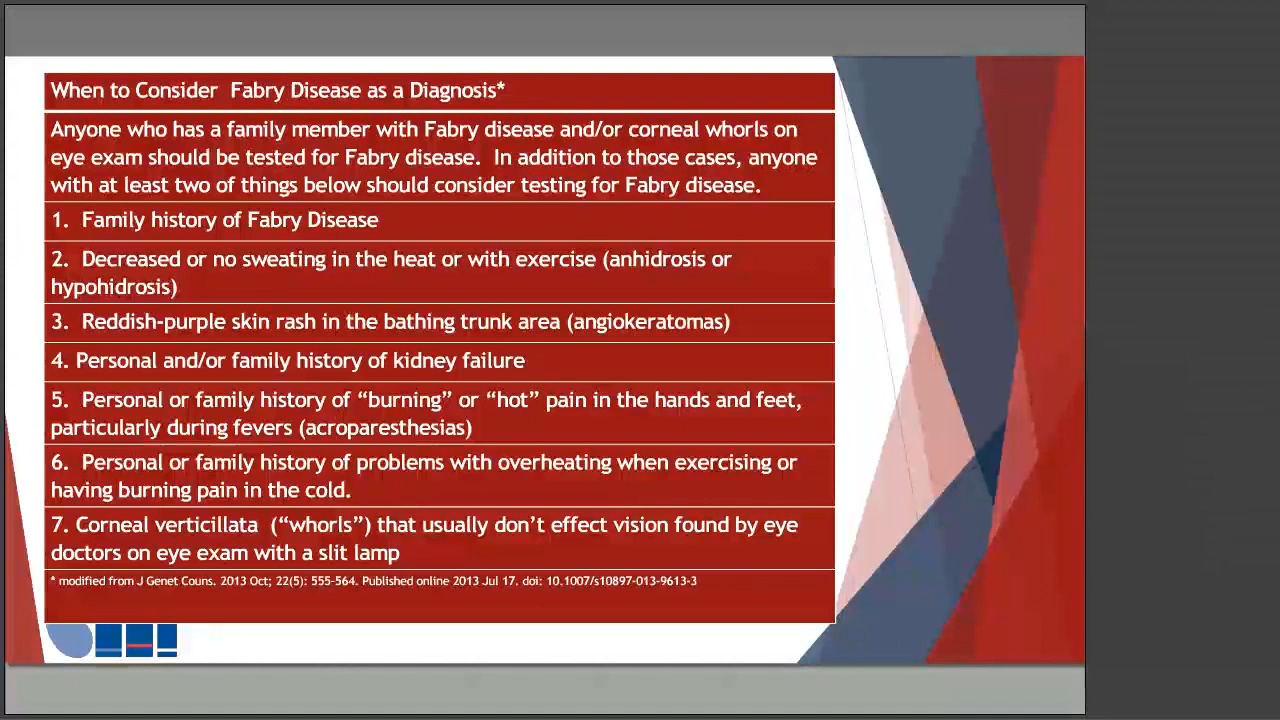 When to Consider  Fabry Disease as a Diagnosis*
Anyone who has a family member with Fabry disease and/or corneal whorls on
eye exam should be tested for Fabry disease.  In addition to those cases, anyone
with at least two of things below should consider testing for Fabry disease.
1.  Family history of Fabry Disease
2.  Decreased or no sweating in the heat or with exercise (anhidrosis or
hypohidrosis)
3.  Reddish-purple skin rash in the bathing trunk area (angiokeratomas)
4. Personal and/or family history of kidney failure
5.  Personal or family history of “burning” or “hot” pain in the hands and feet,
particularly during fevers (acroparesthesias)
6.  Personal or family history of problems with overheating when exercising or
having burning pain in the cold.
7. Corneal verticillata  (“whorls”) that usually don’t effect vision found by eye
doctors on eye exam with a slit lamp
* modified from J Genet Couns. 2013 Oct; 22(5): 555-564. Published online 2013 Jul 17. doi: 10.1007/s10897-013-9613-3